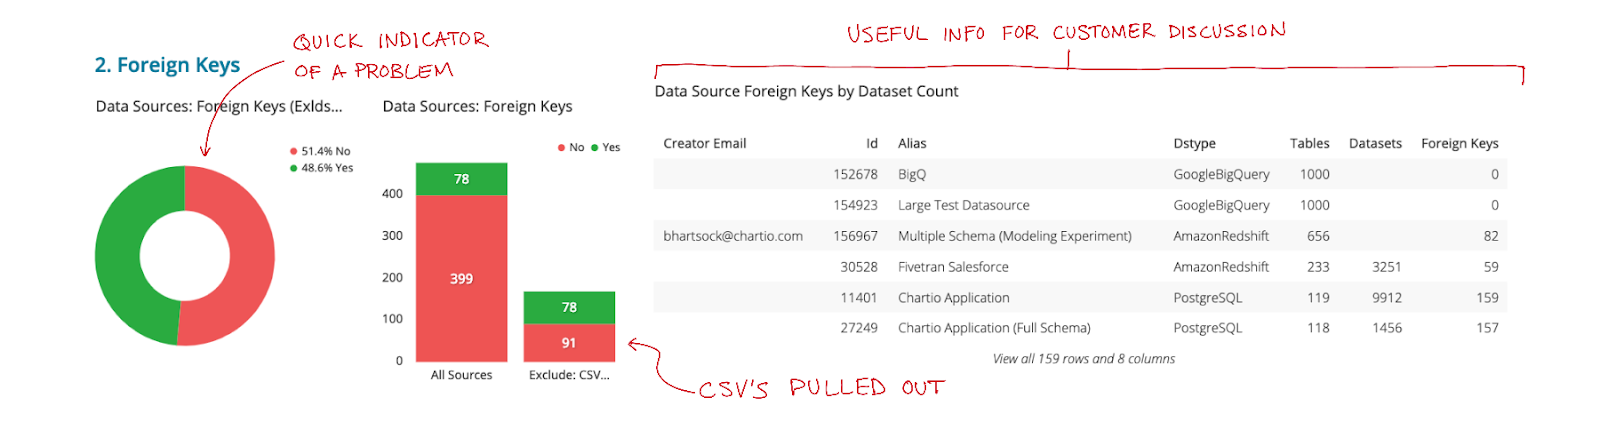 QUICK INDICATOR
OF A PROBLEM
USEFUL INFO FOR CUSTOMER DISCUSSION
2. Foreign Keys
Data Sources: Foreign Keys (Exlds...
51.4% No
48.6% Yes
Data Sources: Foreign Keys
No Yes
400
300
200
100
0
78
399
78
91
All Sources
Exclude: CSV...
CSV'S PULLED OUT
Data Source Foreign Keys by Dataset Count
Creator Email Id Alias Dstype Tables Datasets Foreign Keys
152678 BigQ GoogleBigQuery 1000 0
154923 Large Test Datasource GoogleBigQuery 1000 0
bhartsock@chartio.com 156967 Multiple Schema (Modeling Experiment) AmazonRedshift 656 82
30528 Fivetran Salesforce AmazonRedshift 233 3251 59
11401 Chartio Application PostgreSQL 119 9912 159
27249 Chartio Application (Full Schema) PostgreSQL 118 1456 157
View all 159 rows and 8 columns